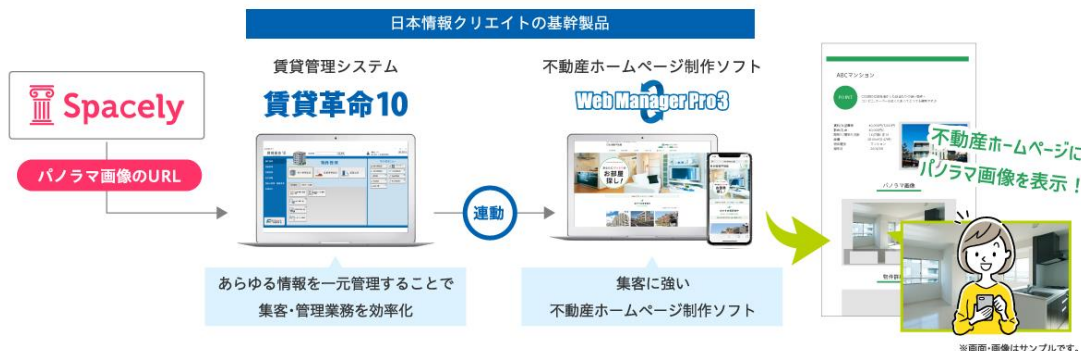 日本情報クリエイトの基幹製品
Spacely
パノラマ画像のURL
賃貸管理システム
賃貸革命10
あらゆる情報を一元管理することで
集客・管理業務を効率化
連動
不動産ホームページ制作ソフト
Web Manager Pro3
お部屋
探し！
集客に強い
不動産ホームページ制作ソフト
ABCマンション
POINT
パノラマ画像
不動産ホームページに
パノラマ画像を表示！
※画面・画像はサンプルです。